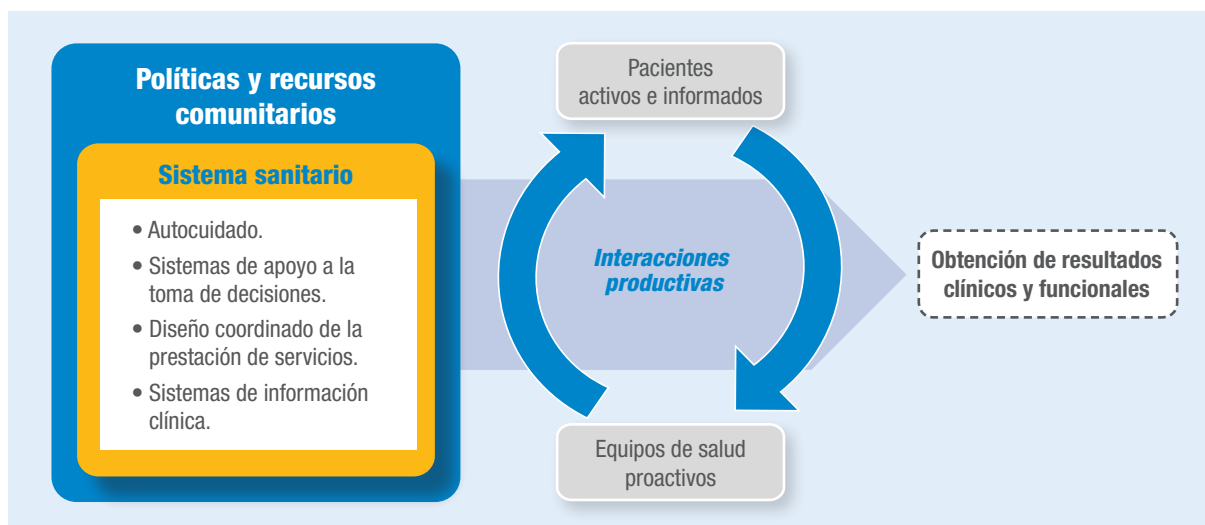 Políticas y recursos
comunitarios
Sistema sanitario
• Autocuidado.
• Sistemas de apoyo a la
toma de decisiones.
• Diseño coordinado de la
prestación de servicios.
• Sistemas de información
clínica.
Pacientes
activos e informados
Interacciones
productivas
Equipos de salud
proactivos
Obtención de resultados
clínicos y funcionales